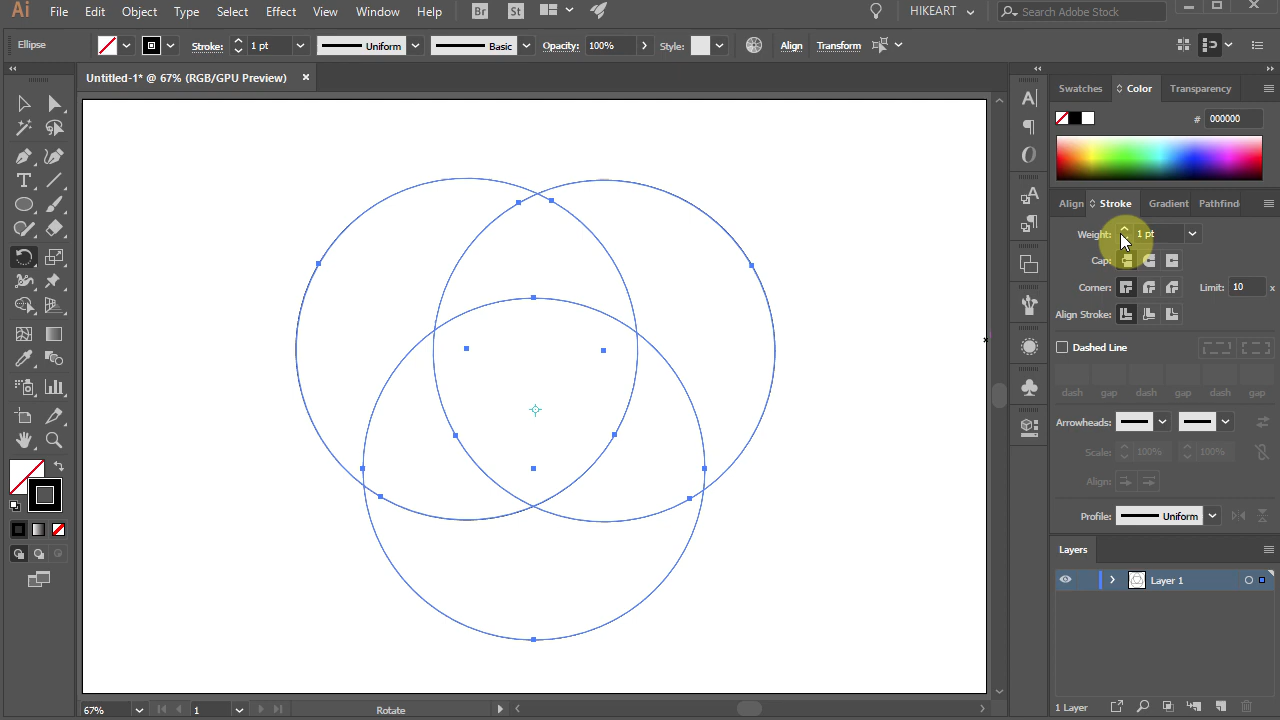 Ai File Edit Object Type Select Effect View Window Help Br St HIKEART Search Adobe Stock
Ellipse Stroke: 1 pt Uniform Basic Opacity: 100% Style: Align Transform
Untitled-1* @ 67% (RGB/GPU Preview) ×
Swatches Color Transparency
# 000000
Align Stroke Gradient Pathfind
Weight: 1 pt
Cap:
Corner: Limit: 10 x
Align Stroke:
Dashed Line
dash gap dash gap dash gap
Arrowheads:
Scale: 100% 100%
Align:
Profile: Uniform
Layers
Layer 1
1 Layer
67% 1 Rotate